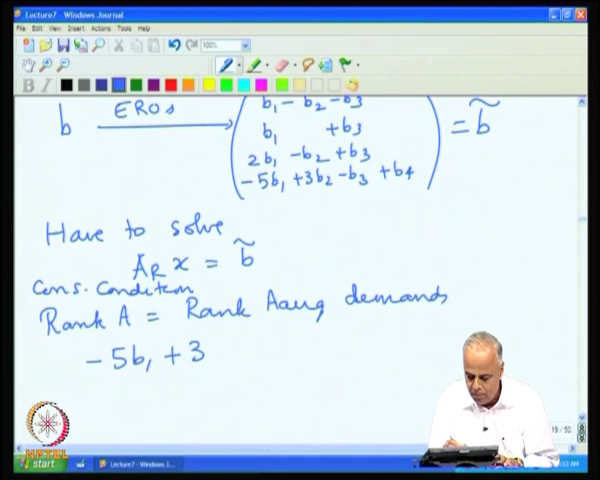 Lecture7 - Windows Journal
File Edit View Insert Actions Tools Help
100%
B I
b EROs b1 - b2 - b3
b1 + b3 = b̃
2b1 - b2 + b3
-5b1 + 3b2 - b3 + b4
Have to solve
AR x = b̃
Cons. Condition
Rank A = Rank Aaug demands
-5b1 + 3
NPTEL
start Lecture7 - Windows J...